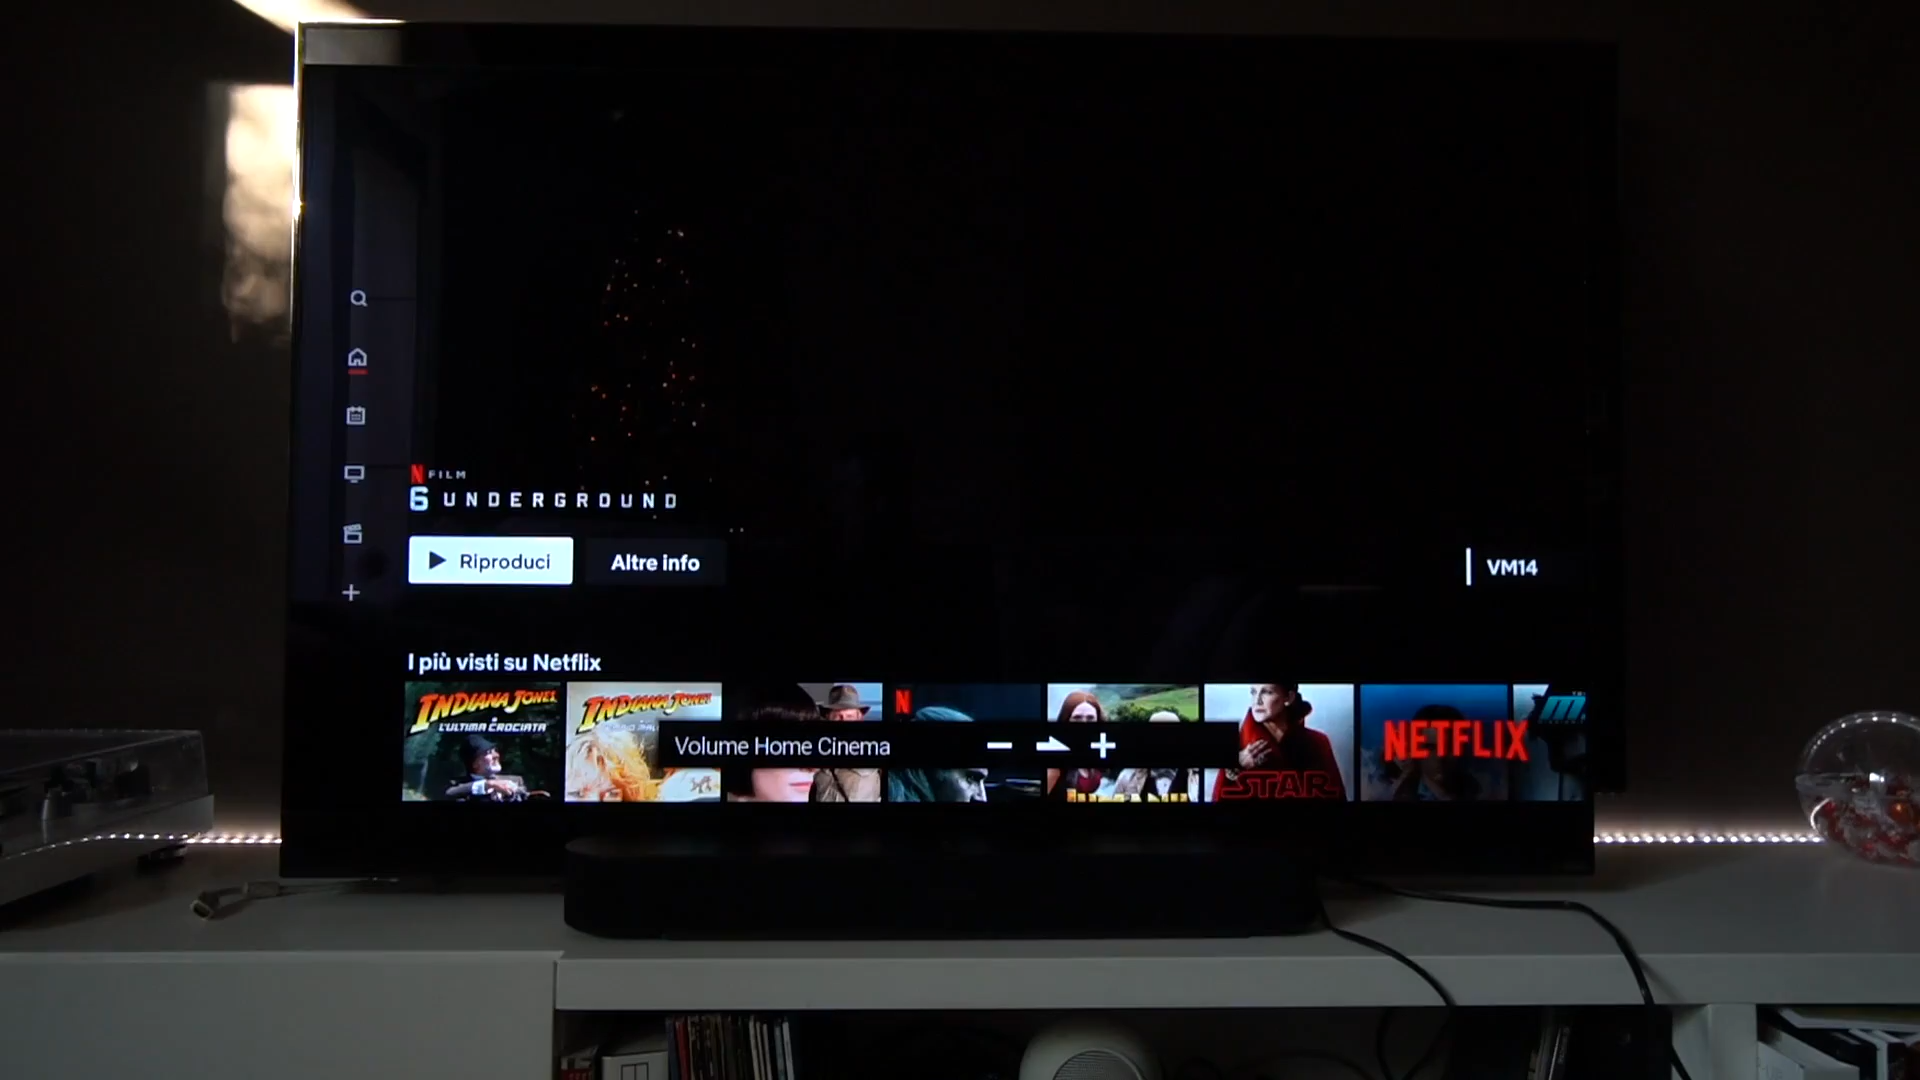 N FILM
6 UNDERGROUND
Riproduci
Altre info
VM14
I più visti su Netflix
INDIANA JONES
L'ULTIMA CROCIATA
INDIANA JONES
N
NETFLIX
Volume Home Cinema
STAR